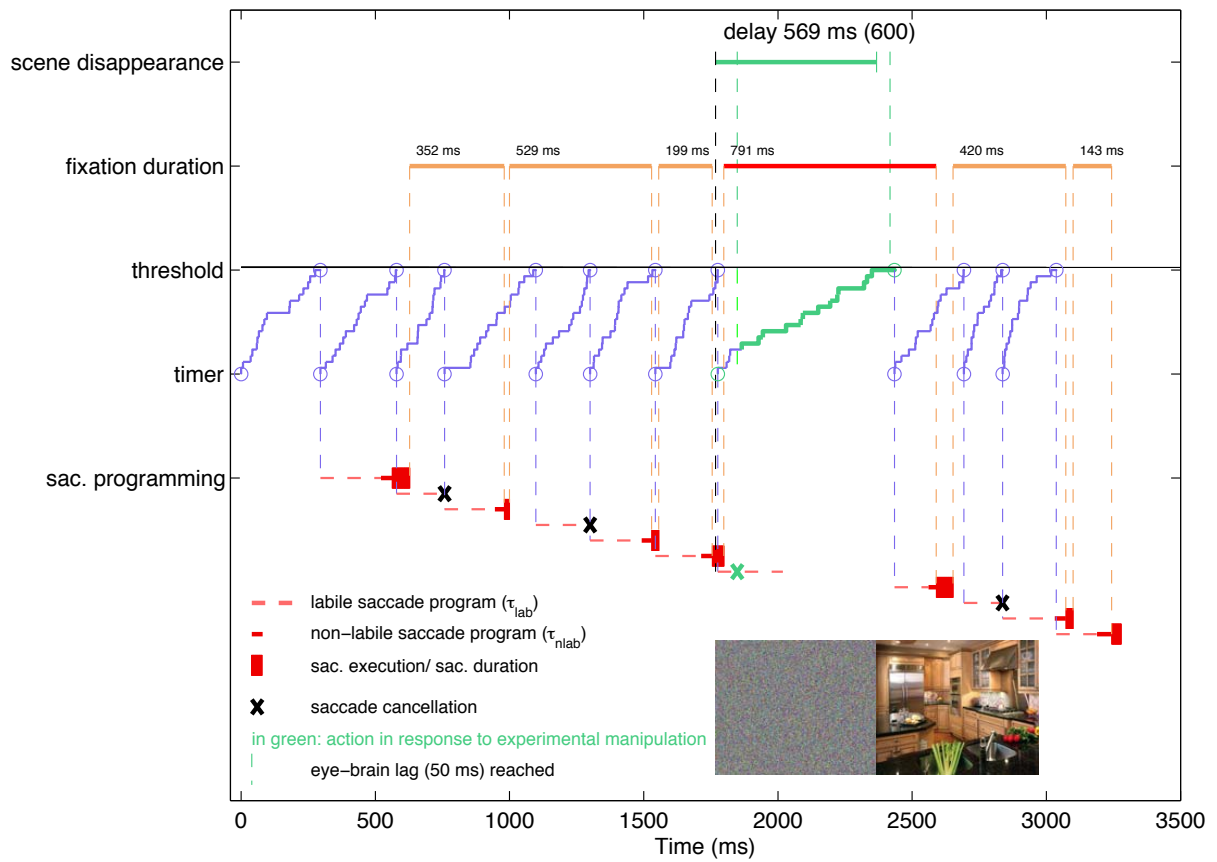 delay 569 ms (600)
scene disappearance
352 ms 529 ms 199 ms 791 ms 420 ms 143 ms
fixation duration
threshold
timer
sac. programming
labile saccade program (τlab)
non−labile saccade program (τnlab)
sac. execution/ sac. duration
saccade cancellation
in green: action in response to experimental manipulation
eye−brain lag (50 ms) reached
0 500 1000 1500 2000 2500 3000 3500
Time (ms)